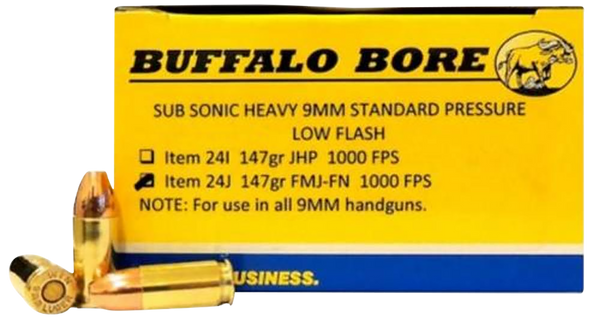 BUFFALO BORE
SUB SONIC HEAVY 9MM STANDARD PRESSURE
LOW FLASH
Item 24I 147gr JHP 1000 FPS
Item 24J 147gr FMJ-FN 1000 FPS
NOTE: For use in all 9MM handguns.
USINESS.
LUGER